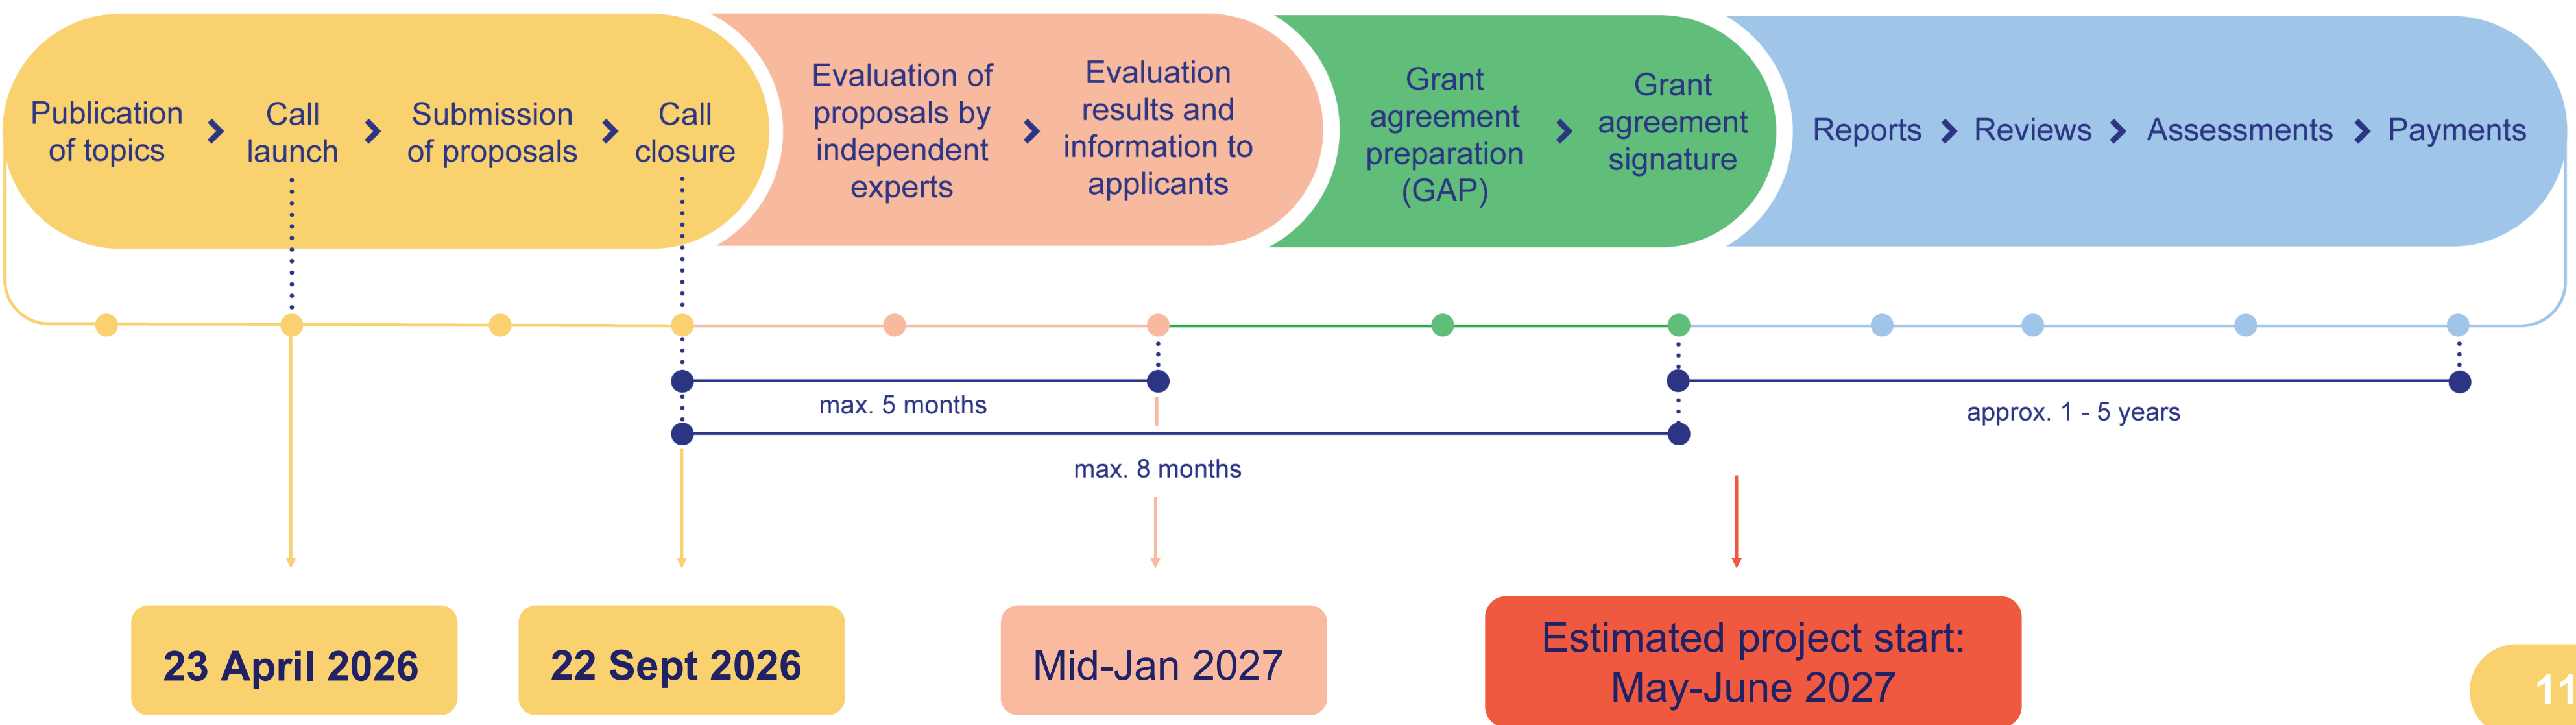 Publication
of topics
Call
launch
Submission
of proposals
Call
closure
Evaluation of
proposals by
independent
experts
Evaluation
results and
information to
applicants
Grant
agreement
preparation
(GAP)
Grant
agreement
signature
Reports
Reviews
Assessments
Payments
max. 5 months
approx. 1 - 5 years
max. 8 months
23 April 2026
22 Sept 2026
Mid-Jan 2027
Estimated project start:
May-June 2027
11